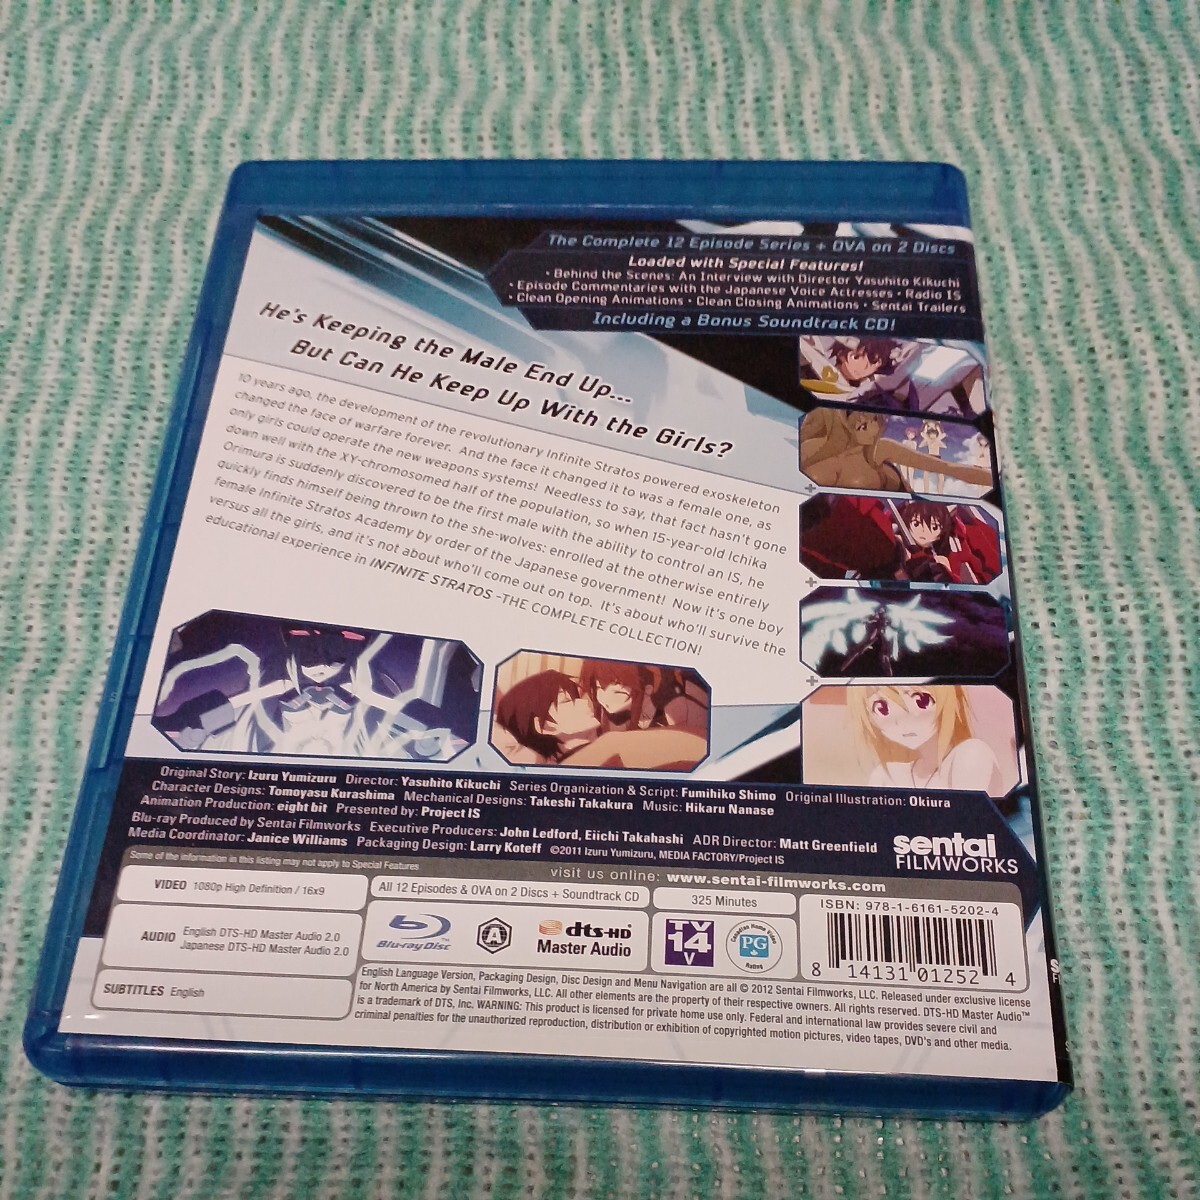 The Complete 12 Episode Series + OVA on 2 Discs
Loaded with Special Features!
• Behind the Scenes: An Interview with Director Yasuhito Kikuchi
• Episode Commentaries with the Japanese Voice Actresses • Radio IS
• Clean Opening Animations • Clean Closing Animations • Sentai Trailers
Including a Bonus Soundtrack CD!
He's Keeping the Male End Up...
But Can He Keep Up With the Girls?
10 years ago, the development of the revolutionary Infinite Stratos powered exoskeleton
changed the face of warfare forever. And the face it changed it to was a female one, as
only girls could operate the new weapons systems! Needless to say, that fact hasn't gone
down well with the XY-chromosomed half of the population, so when 15-year-old Ichika
Orimura is suddenly discovered to be the first male with the ability to control an IS, he
quickly finds himself being thrown to the she-wolves: enrolled at the otherwise entirely
female Infinite Stratos Academy by order of the Japanese government! Now it's one boy
versus all the girls, and it's not about who'll come out on top. It's about who'll survive the
educational experience in INFINITE STRATOS -THE COMPLETE COLLECTION!
Original Story: Izuru Yumizuru Director: Yasuhito Kikuchi Series Organization & Script: Fumihiko Shimo Original Illustration: Okiura
Character Designs: Tomoyasu Kurashima Mechanical Designs: Takeshi Takakura Music: Hikaru Nanase
Animation Production: eight bit Presented by: Project IS
Blu-ray Produced by Sentai Filmworks Executive Producers: John Ledford, Eiichi Takahashi ADR Director: Matt Greenfield
Media Coordinator: Janice Williams Packaging Design: Larry Koteff ©2011 Izuru Yumizuru, MEDIA FACTORY/Project IS
sentai
FILMWORKS
Some of the information in this listing may not apply to Special Features
visit us online: www.sentai-filmworks.com
VIDEO 1080p High Definition / 16x9
All 12 Episodes & OVA on 2 Discs + Soundtrack CD
325 Minutes
ISBN: 978-1-6161-5202-4
AUDIO English DTS-HD Master Audio 2.0
Japanese DTS-HD Master Audio 2.0
Blu-ray Disc™
A
dts-HD
Master Audio
TV
14
V
Canadian Home Video
PG
Rating
8 14131 01252 4
SUBTITLES English
English Language Version, Packaging Design, Disc Design and Menu Navigation are all © 2012 Sentai Filmworks, LLC. Released under exclusive license
for North America by Sentai Filmworks, LLC. All other elements are the property of their respective owners. All rights reserved. DTS-HD Master Audio™
is a trademark of DTS, Inc. WARNING: This product is licensed for private home use only. Federal and international law provides severe civil and
criminal penalties for the unauthorized reproduction, distribution or exhibition of copyrighted motion pictures, video tapes, DVD's and other media.